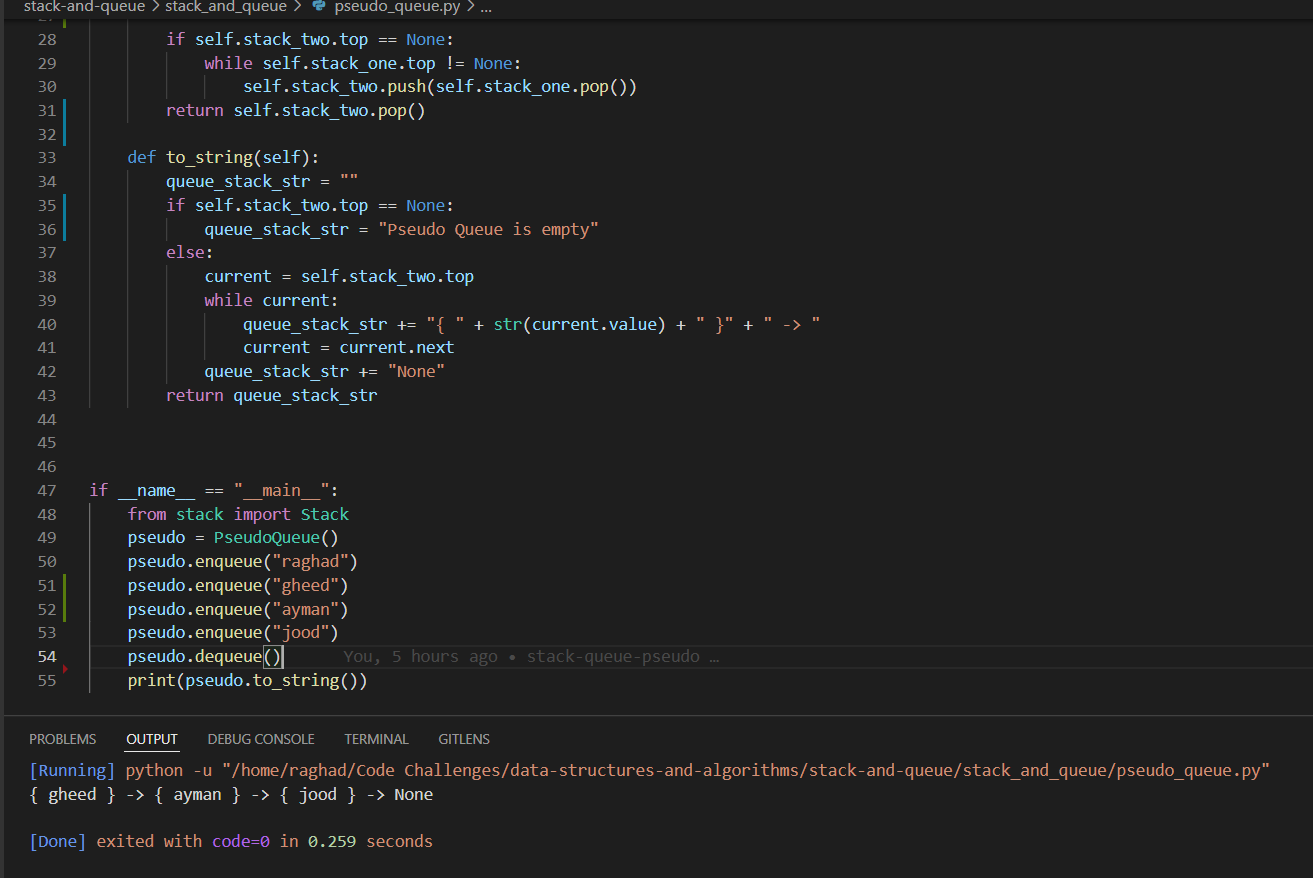 stack-and-queue > stack_and_queue > pseudo_queue.py > ...
28 if self.stack_two.top == None:
29 while self.stack_one.top != None:
30 self.stack_two.push(self.stack_one.pop())
31 return self.stack_two.pop()
32
33 def to_string(self):
34 queue_stack_str = ""
35 if self.stack_two.top == None:
36 queue_stack_str = "Pseudo Queue is empty"
37 else:
38 current = self.stack_two.top
39 while current:
40 queue_stack_str += "{ " + str(current.value) + " }" + " -> "
41 current = current.next
42 queue_stack_str += "None"
43 return queue_stack_str
44
45
46
47 if __name__ == "__main__":
48 from stack import Stack
49 pseudo = PseudoQueue()
50 pseudo.enqueue("raghad")
51 pseudo.enqueue("gheed")
52 pseudo.enqueue("ayman")
53 pseudo.enqueue("jood")
54 pseudo.dequeue() You, 5 hours ago • stack-queue-pseudo …
55 print(pseudo.to_string())
PROBLEMS OUTPUT DEBUG CONSOLE TERMINAL GITLENS
[Running] python -u "/home/raghad/Code Challenges/data-structures-and-algorithms/stack-and-queue/stack_and_queue/pseudo_queue.py"
{ gheed } -> { ayman } -> { jood } -> None
[Done] exited with code=0 in 0.259 seconds